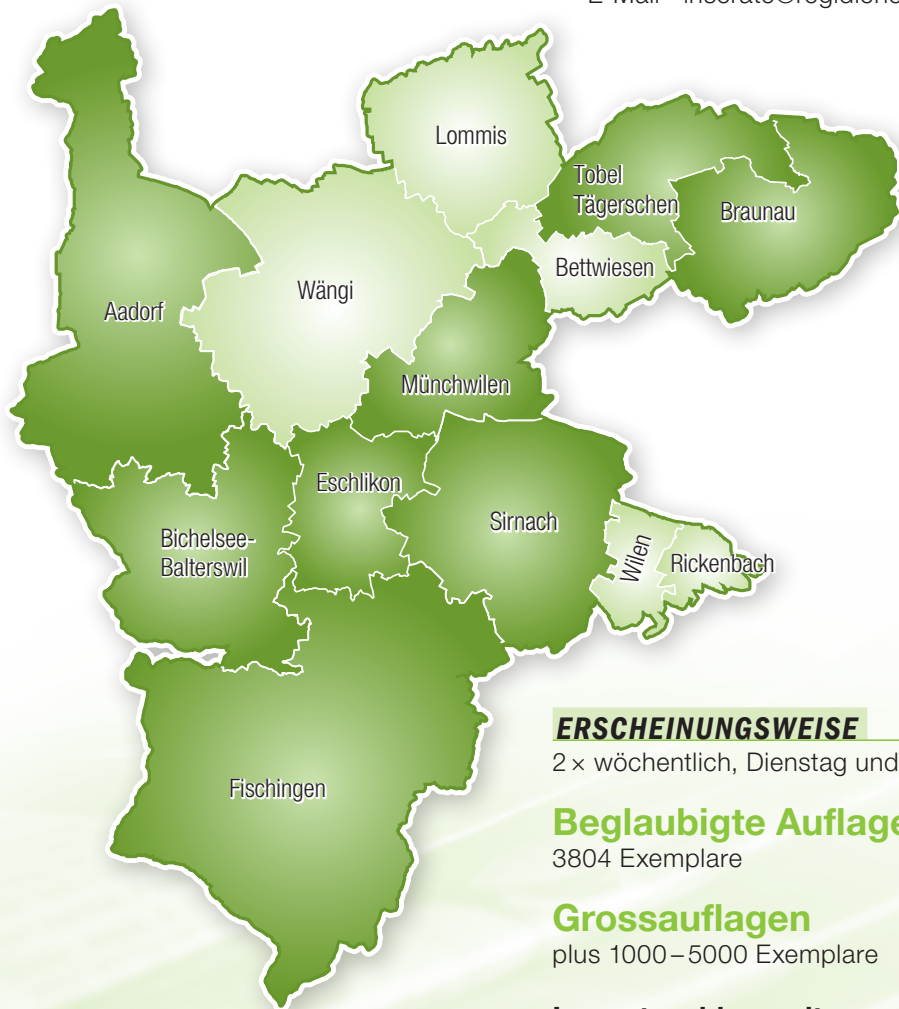 Lommis
Tobel
Tägerschen
Braunau
Bettwiesen
Wängi
Aadorf
Münchwilen
Eschlikon
Sirnach
Bichelsee-
Balterswil
Wilen
Rickenbach
Fischingen
ERSCHEINUNGSWEISE
2 × wöchentlich, Dienstag und
Beglaubigte Auflage
3804 Exemplare
Grossauflagen
plus 1000 – 5000 Exemplare